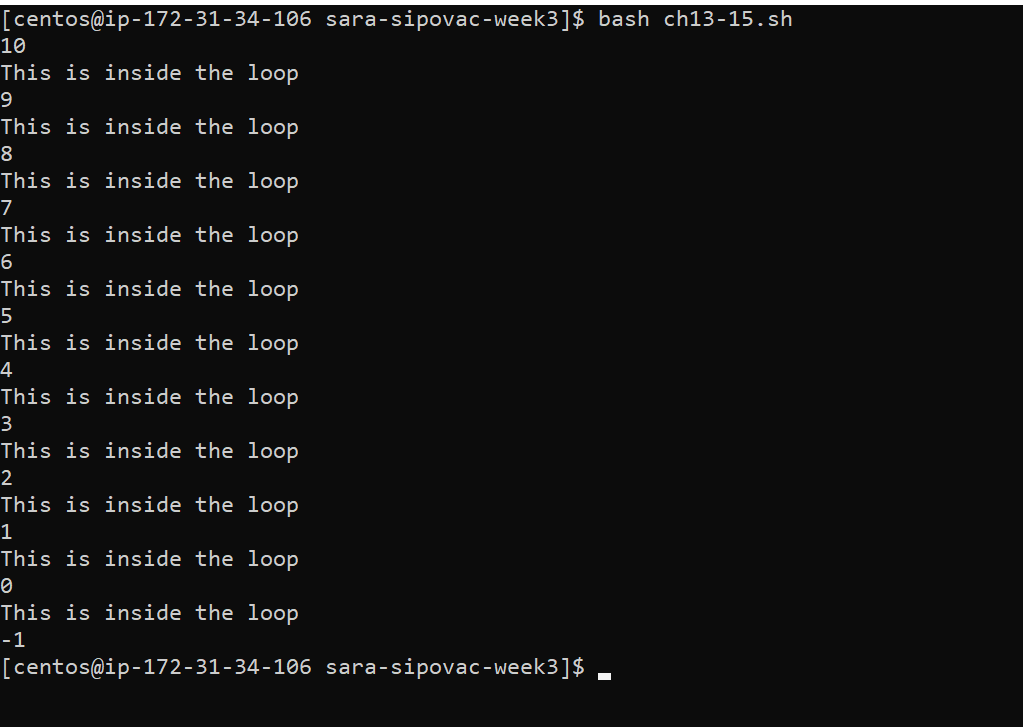 [centos@ip-172-31-34-106 sara-sipovac-week3]$ bash ch13-15.sh
10
This is inside the loop
9
This is inside the loop
8
This is inside the loop
7
This is inside the loop
6
This is inside the loop
5
This is inside the loop
4
This is inside the loop
3
This is inside the loop
2
This is inside the loop
1
This is inside the loop
0
This is inside the loop
-1
[centos@ip-172-31-34-106 sara-sipovac-week3]$